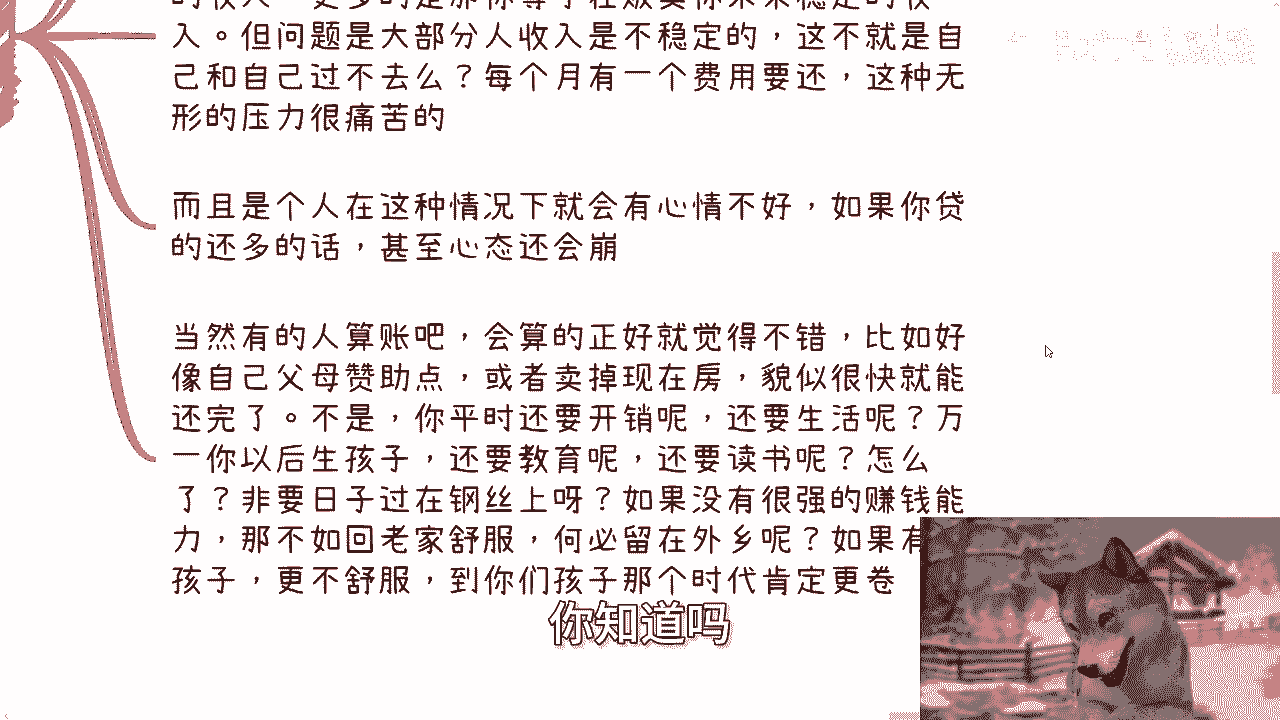 入。但问题是大部分人收入是不稳定的，这不就是自
己和自己过不去么？每个月有一个费用要还，这种无
形的压力很痛苦的
而且是个人在这种情况下就会有心情不好，如果你贷
的还多的话，甚至心态还会崩
当然有的人算账吧，会算的正好就觉得不错，比如好
像自己父母赞助点，或者卖掉现在房，貌似很快就能
还完了。不是，你平时还要开销呢，还要生活呢？万
一你以后生孩子，还要教育呢，还要读书呢？怎么
了？非要日子过在钢丝上呀？如果没有很强的赚钱能
力，那不如回老家舒服，何必留在外乡呢？如果有
孩子，更不舒服，到你们孩子那个时代肯定更卷
你知道吗